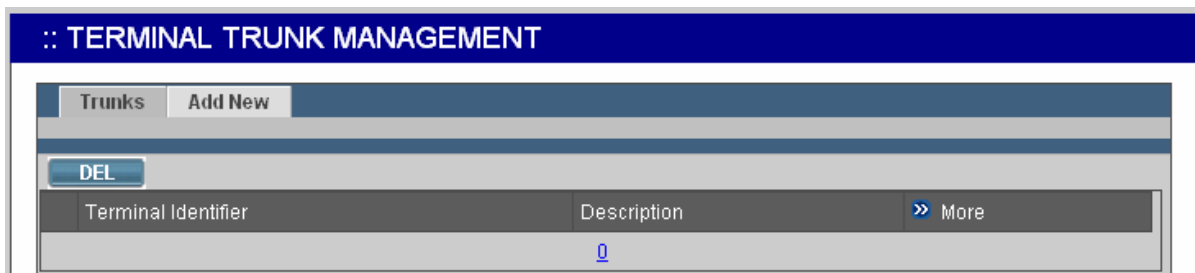 :: TERMINAL TRUNK MANAGEMENT
Trunks Add New
DEL
Terminal Identifier Description More
0